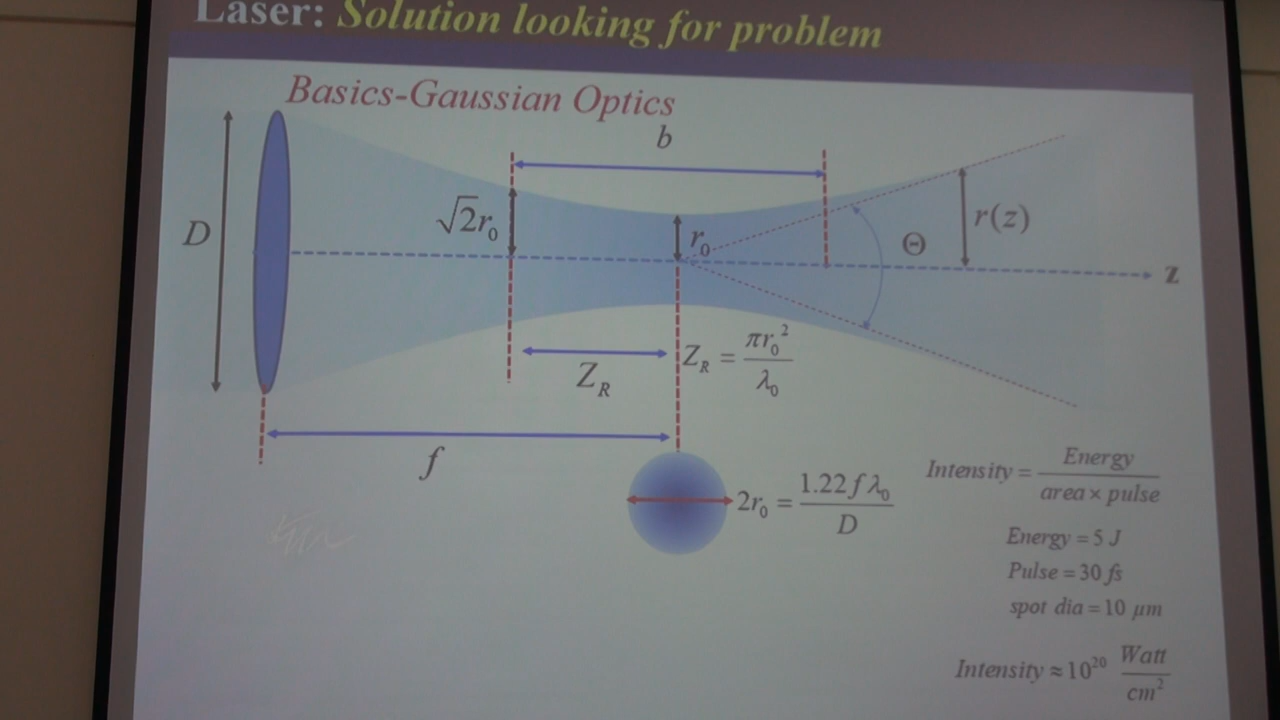 Laser: Solution looking for problem
Basics-Gaussian Optics
b
D
√2r₀
r₀
Θ
r(z)
z
Z_R
Z_R = πr₀² / λ₀
f
2r₀ = 1.22fλ₀ / D
Intensity = Energy / area × pulse
Energy = 5 J
Pulse = 30 fs
spot dia = 10 μm
Intensity ≈ 10²⁰ Watt / cm²